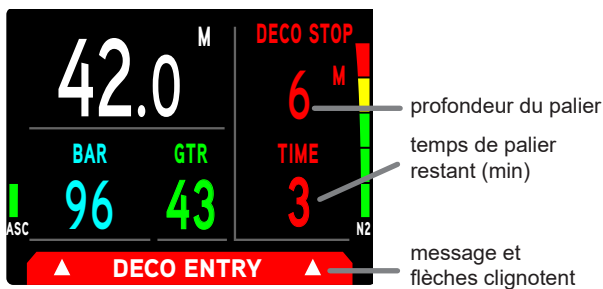 42.0 M
DECO STOP
6 M
BAR
96
GTR
43
TIME
3
ASC
N2
▲ DECO ENTRY ▲
profondeur du palier
temps de palier
restant (min)
message et
flèches clignotent